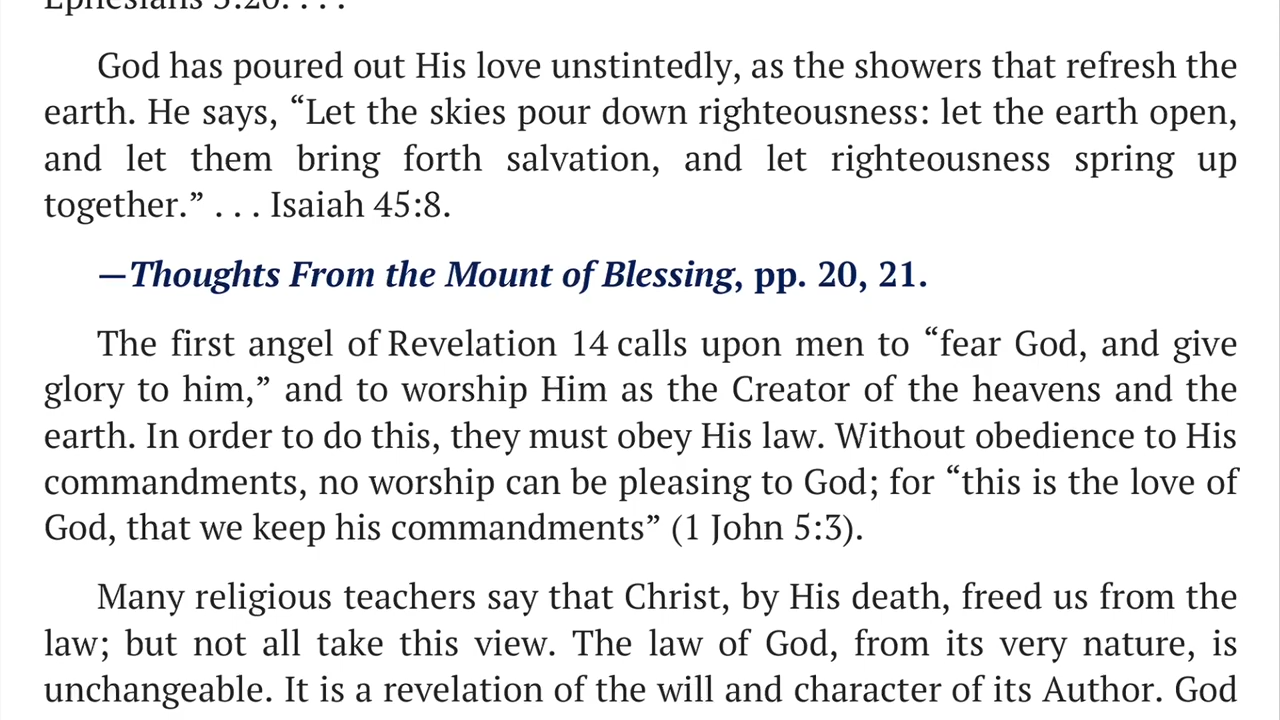 Ephesians 3:20. . . .
God has poured out His love unstintedly, as the showers that refresh the
earth. He says, “Let the skies pour down righteousness: let the earth open,
and let them bring forth salvation, and let righteousness spring up
together.” . . . Isaiah 45:8.
—Thoughts From the Mount of Blessing, pp. 20, 21.
The first angel of Revelation 14 calls upon men to “fear God, and give
glory to him,” and to worship Him as the Creator of the heavens and the
earth. In order to do this, they must obey His law. Without obedience to His
commandments, no worship can be pleasing to God; for “this is the love of
God, that we keep his commandments” (1 John 5:3).
Many religious teachers say that Christ, by His death, freed us from the
law; but not all take this view. The law of God, from its very nature, is
unchangeable. It is a revelation of the will and character of its Author. God